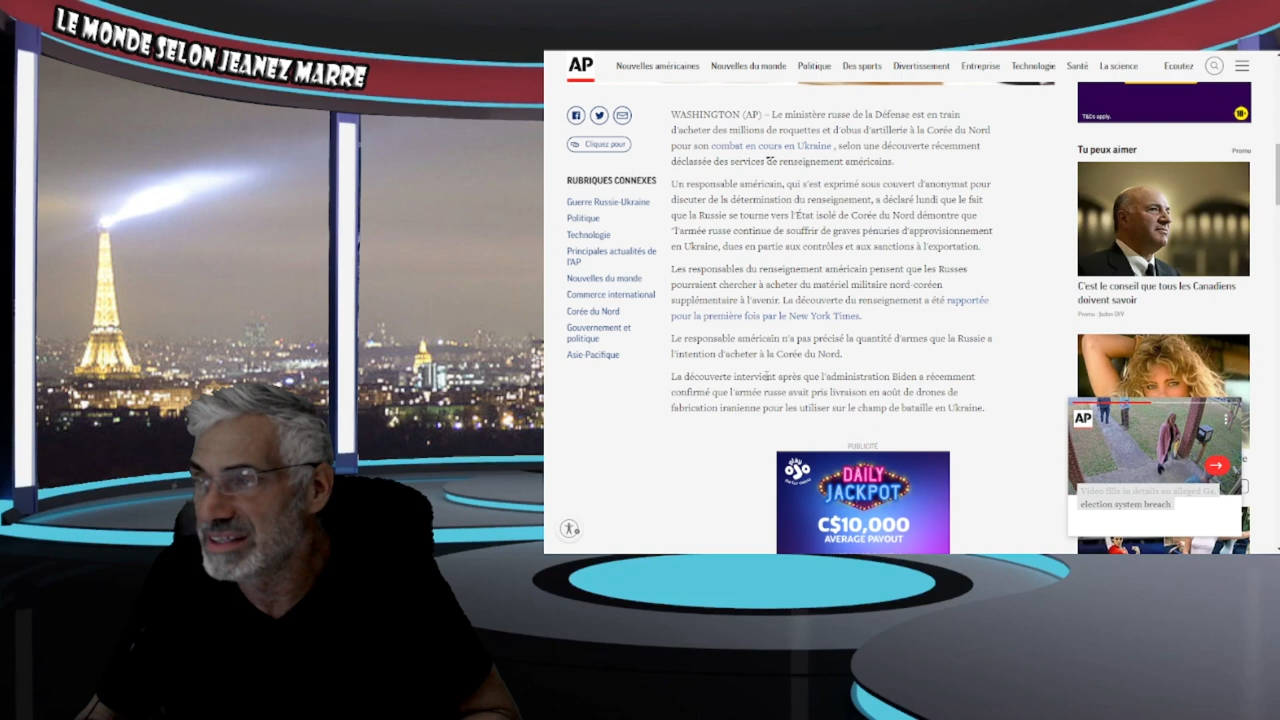 LE MONDE SELON JEANEZ MARRE
AP
Nouvelles américaines Nouvelles du monde Politique Des sports Divertissement Entreprise Technologie Santé La science Ecoutez
Cliquez pour
RUBRIQUES CONNEXES
Guerre Russie-Ukraine
Politique
Technologie
Principales actualités de
l'AP
Nouvelles du monde
Commerce international
Corée du Nord
Gouvernement et
politique
Asie-Pacifique
WASHINGTON (AP) – Le ministère russe de la Défense est en train
d'acheter des millions de roquettes et d'obus d'artillerie à la Corée du Nord
pour son combat en cours en Ukraine , selon une découverte récemment
déclassée des services de renseignement américains.
Un responsable américain, qui s'est exprimé sous couvert d'anonymat pour
discuter de la détermination du renseignement, a déclaré lundi que le fait
que la Russie se tourne vers l'État isolé de Corée du Nord démontre que
"l'armée russe continue de souffrir de graves pénuries d'approvisionnement
en Ukraine, dues en partie aux contrôles et aux sanctions à l'exportation.
Les responsables du renseignement américain pensent que les Russes
pourraient chercher à acheter du matériel militaire nord-coréen
supplémentaire à l'avenir. La découverte du renseignement a été rapportée
pour la première fois par le New York Times.
Le responsable américain n'a pas précisé la quantité d'armes que la Russie a
l'intention d'acheter à la Corée du Nord.
La découverte intervient après que l'administration Biden a récemment
confirmé que l'armée russe avait pris livraison en août de drones de
fabrication iranienne pour les utiliser sur le champ de bataille en Ukraine.
PUBLICITÉ
play
OJO
DAILY
JACKPOT
C$10,000
AVERAGE PAYOUT
T&Cs apply.
18+
Tu peux aimer
Promu
C'est le conseil que tous les Canadiens
doivent savoir
AP
Video fills in details on alleged Ga.
election system breach